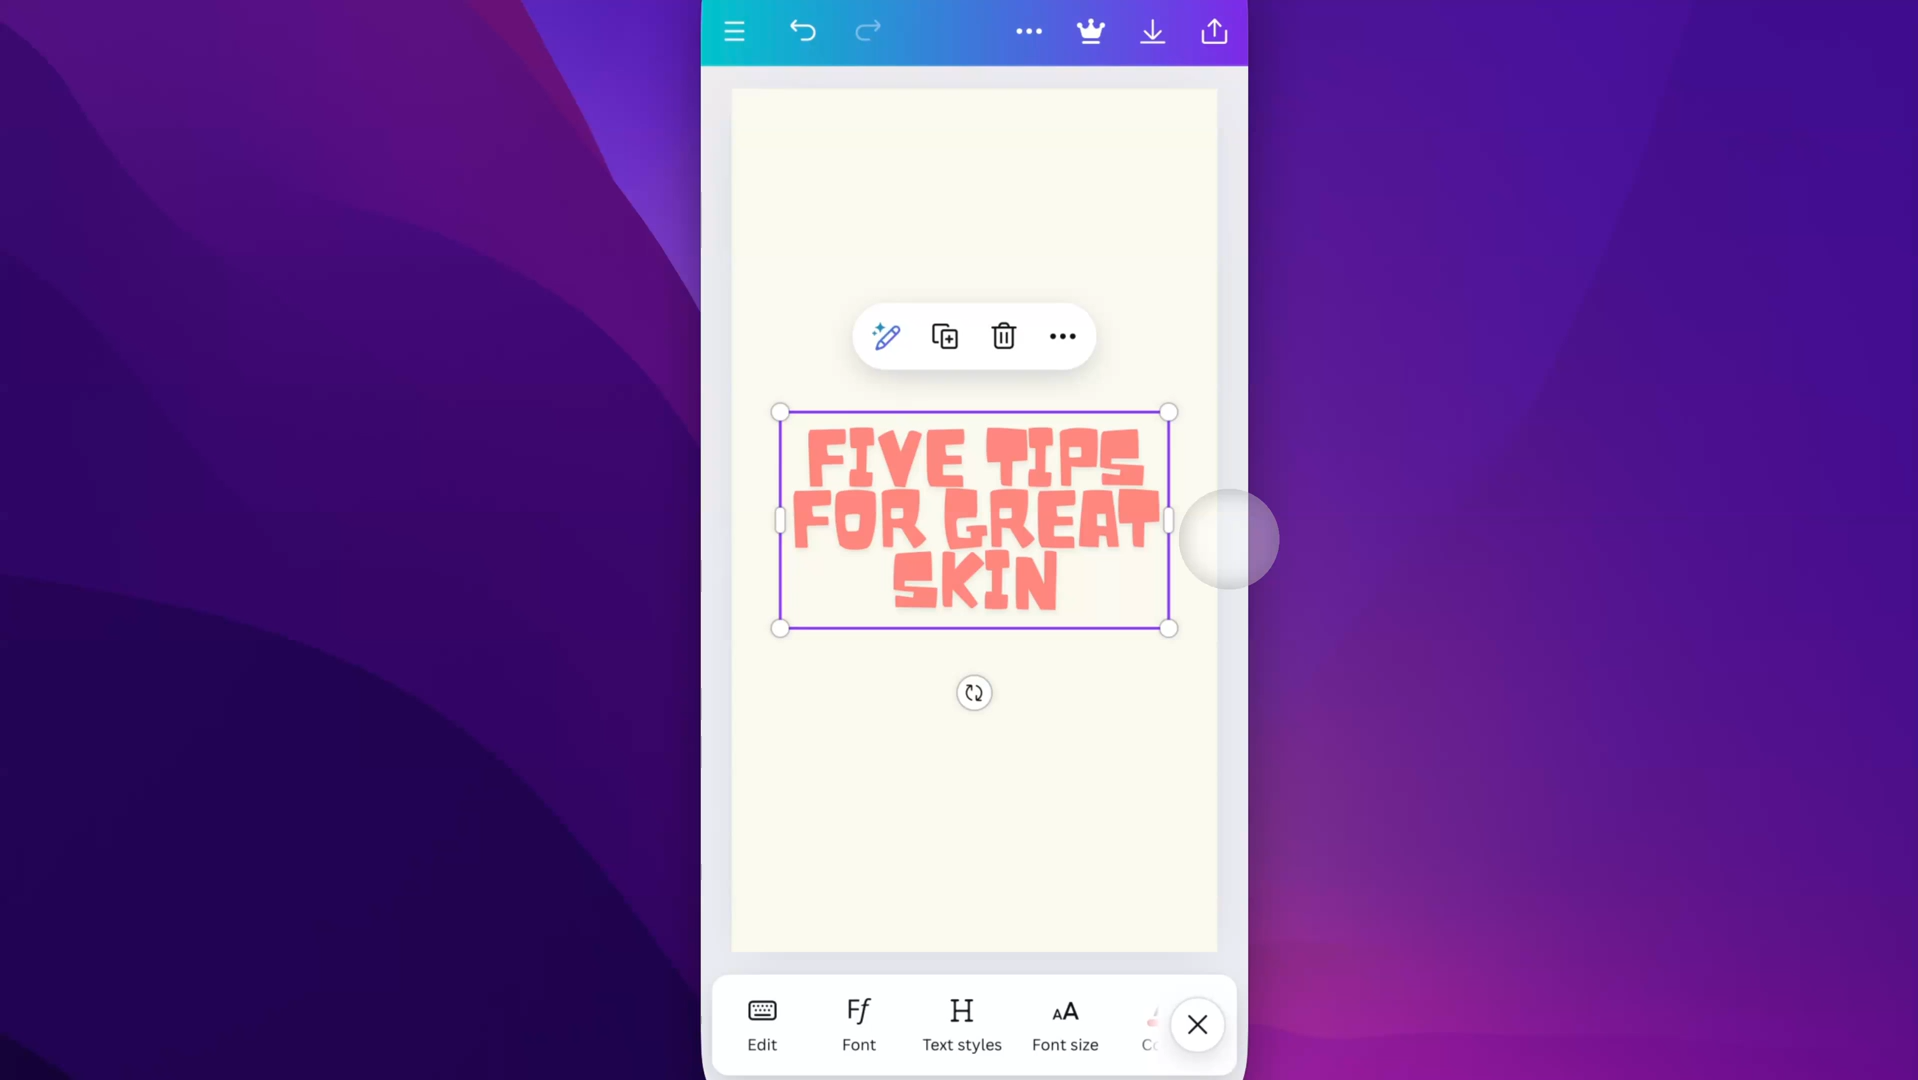 FIVE TIPS
FOR GREAT
SKIN
Edit
Font
Text styles
Font size